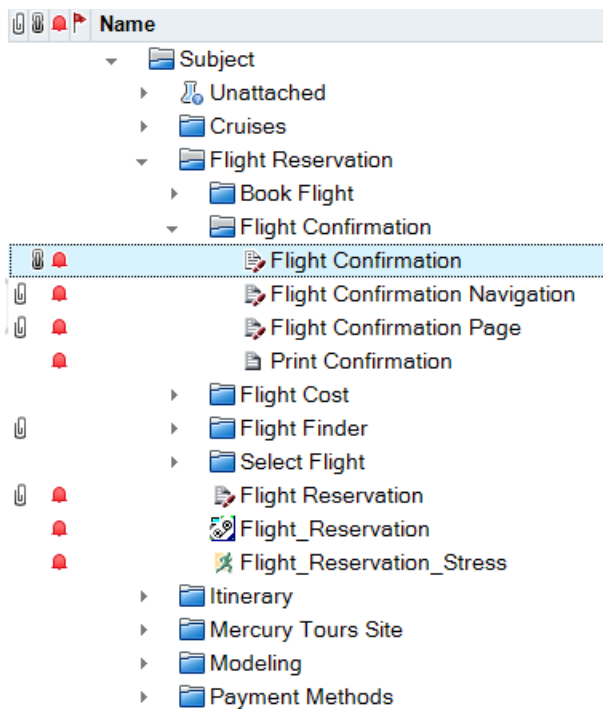 Name
Subject
Unattached
Cruises
Flight Reservation
Book Flight
Flight Confirmation
Flight Confirmation
Flight Confirmation Navigation
Flight Confirmation Page
Print Confirmation
Flight Cost
Flight Finder
Select Flight
Flight Reservation
Flight_Reservation
Flight_Reservation_Stress
Itinerary
Mercury Tours Site
Modeling
Payment Methods